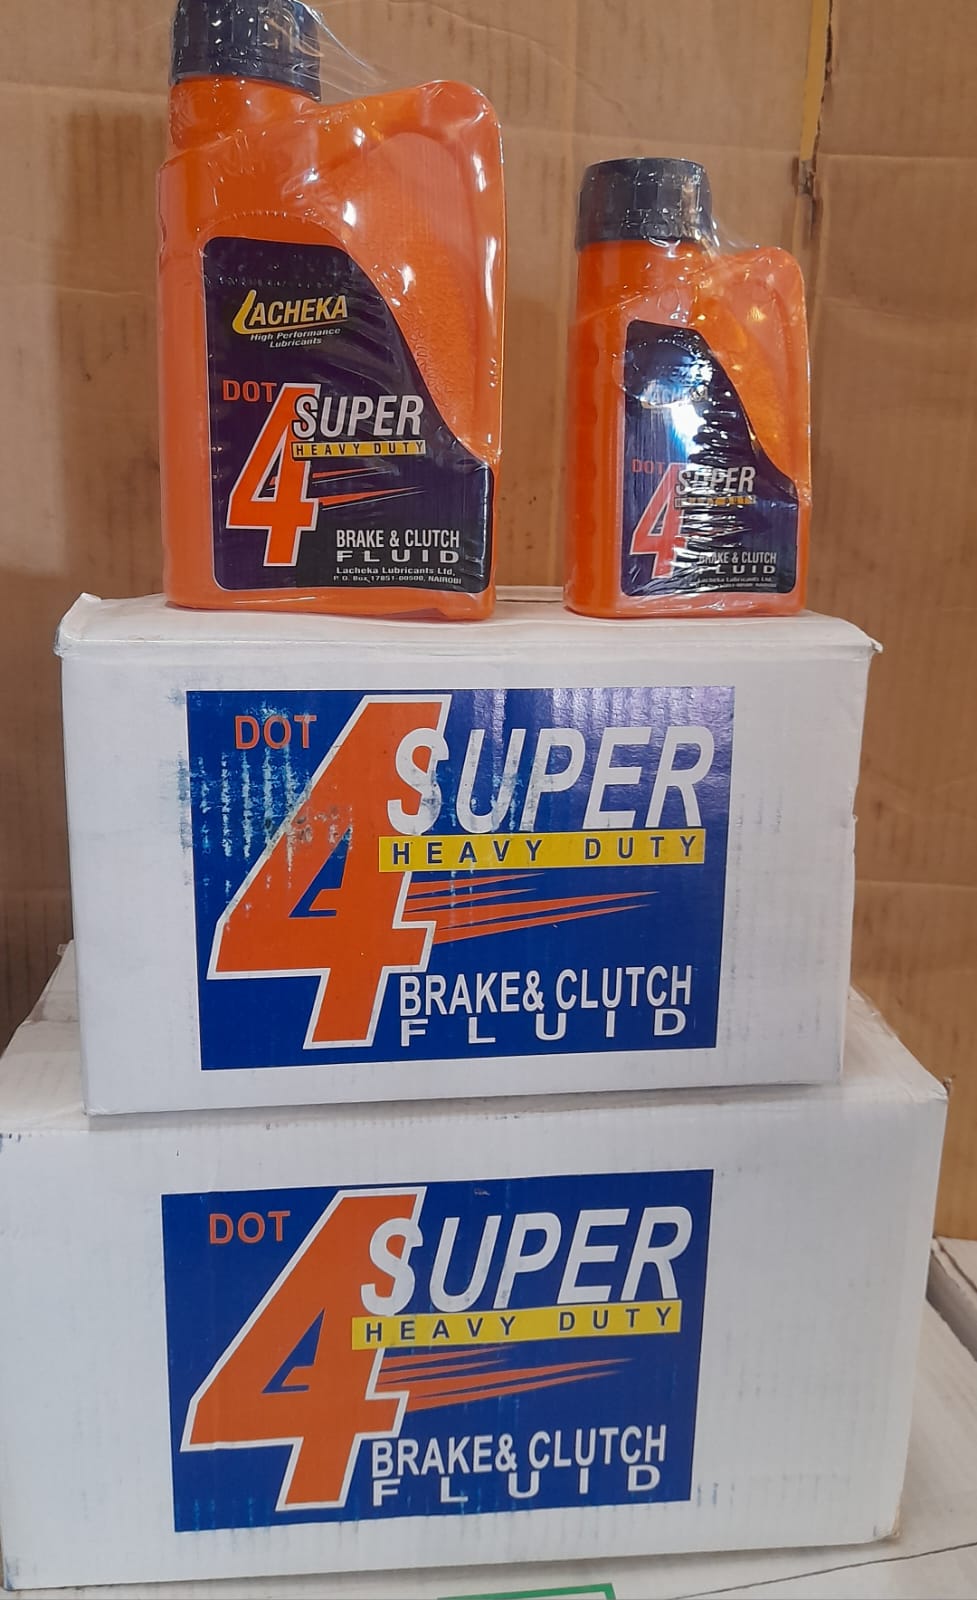 LACHEKA
High Performance
Lubricants
DOT
4
SUPER
HEAVY DUTY
BRAKE & CLUTCH
FLUID
Lacheka Lubricants Ltd,
P. O. Box 17851-00500, NAIROBI
DOT
4
SUPER
BRAKE & CLUTCH
FLUID
Lacheka Lubricants Ltd,
DOT
4
SUPER
HEAVY DUTY
BRAKE& CLUTCH
FLUID
DOT
4
SUPER
HEAVY DUTY
BRAKE& CLUTCH
FLUID